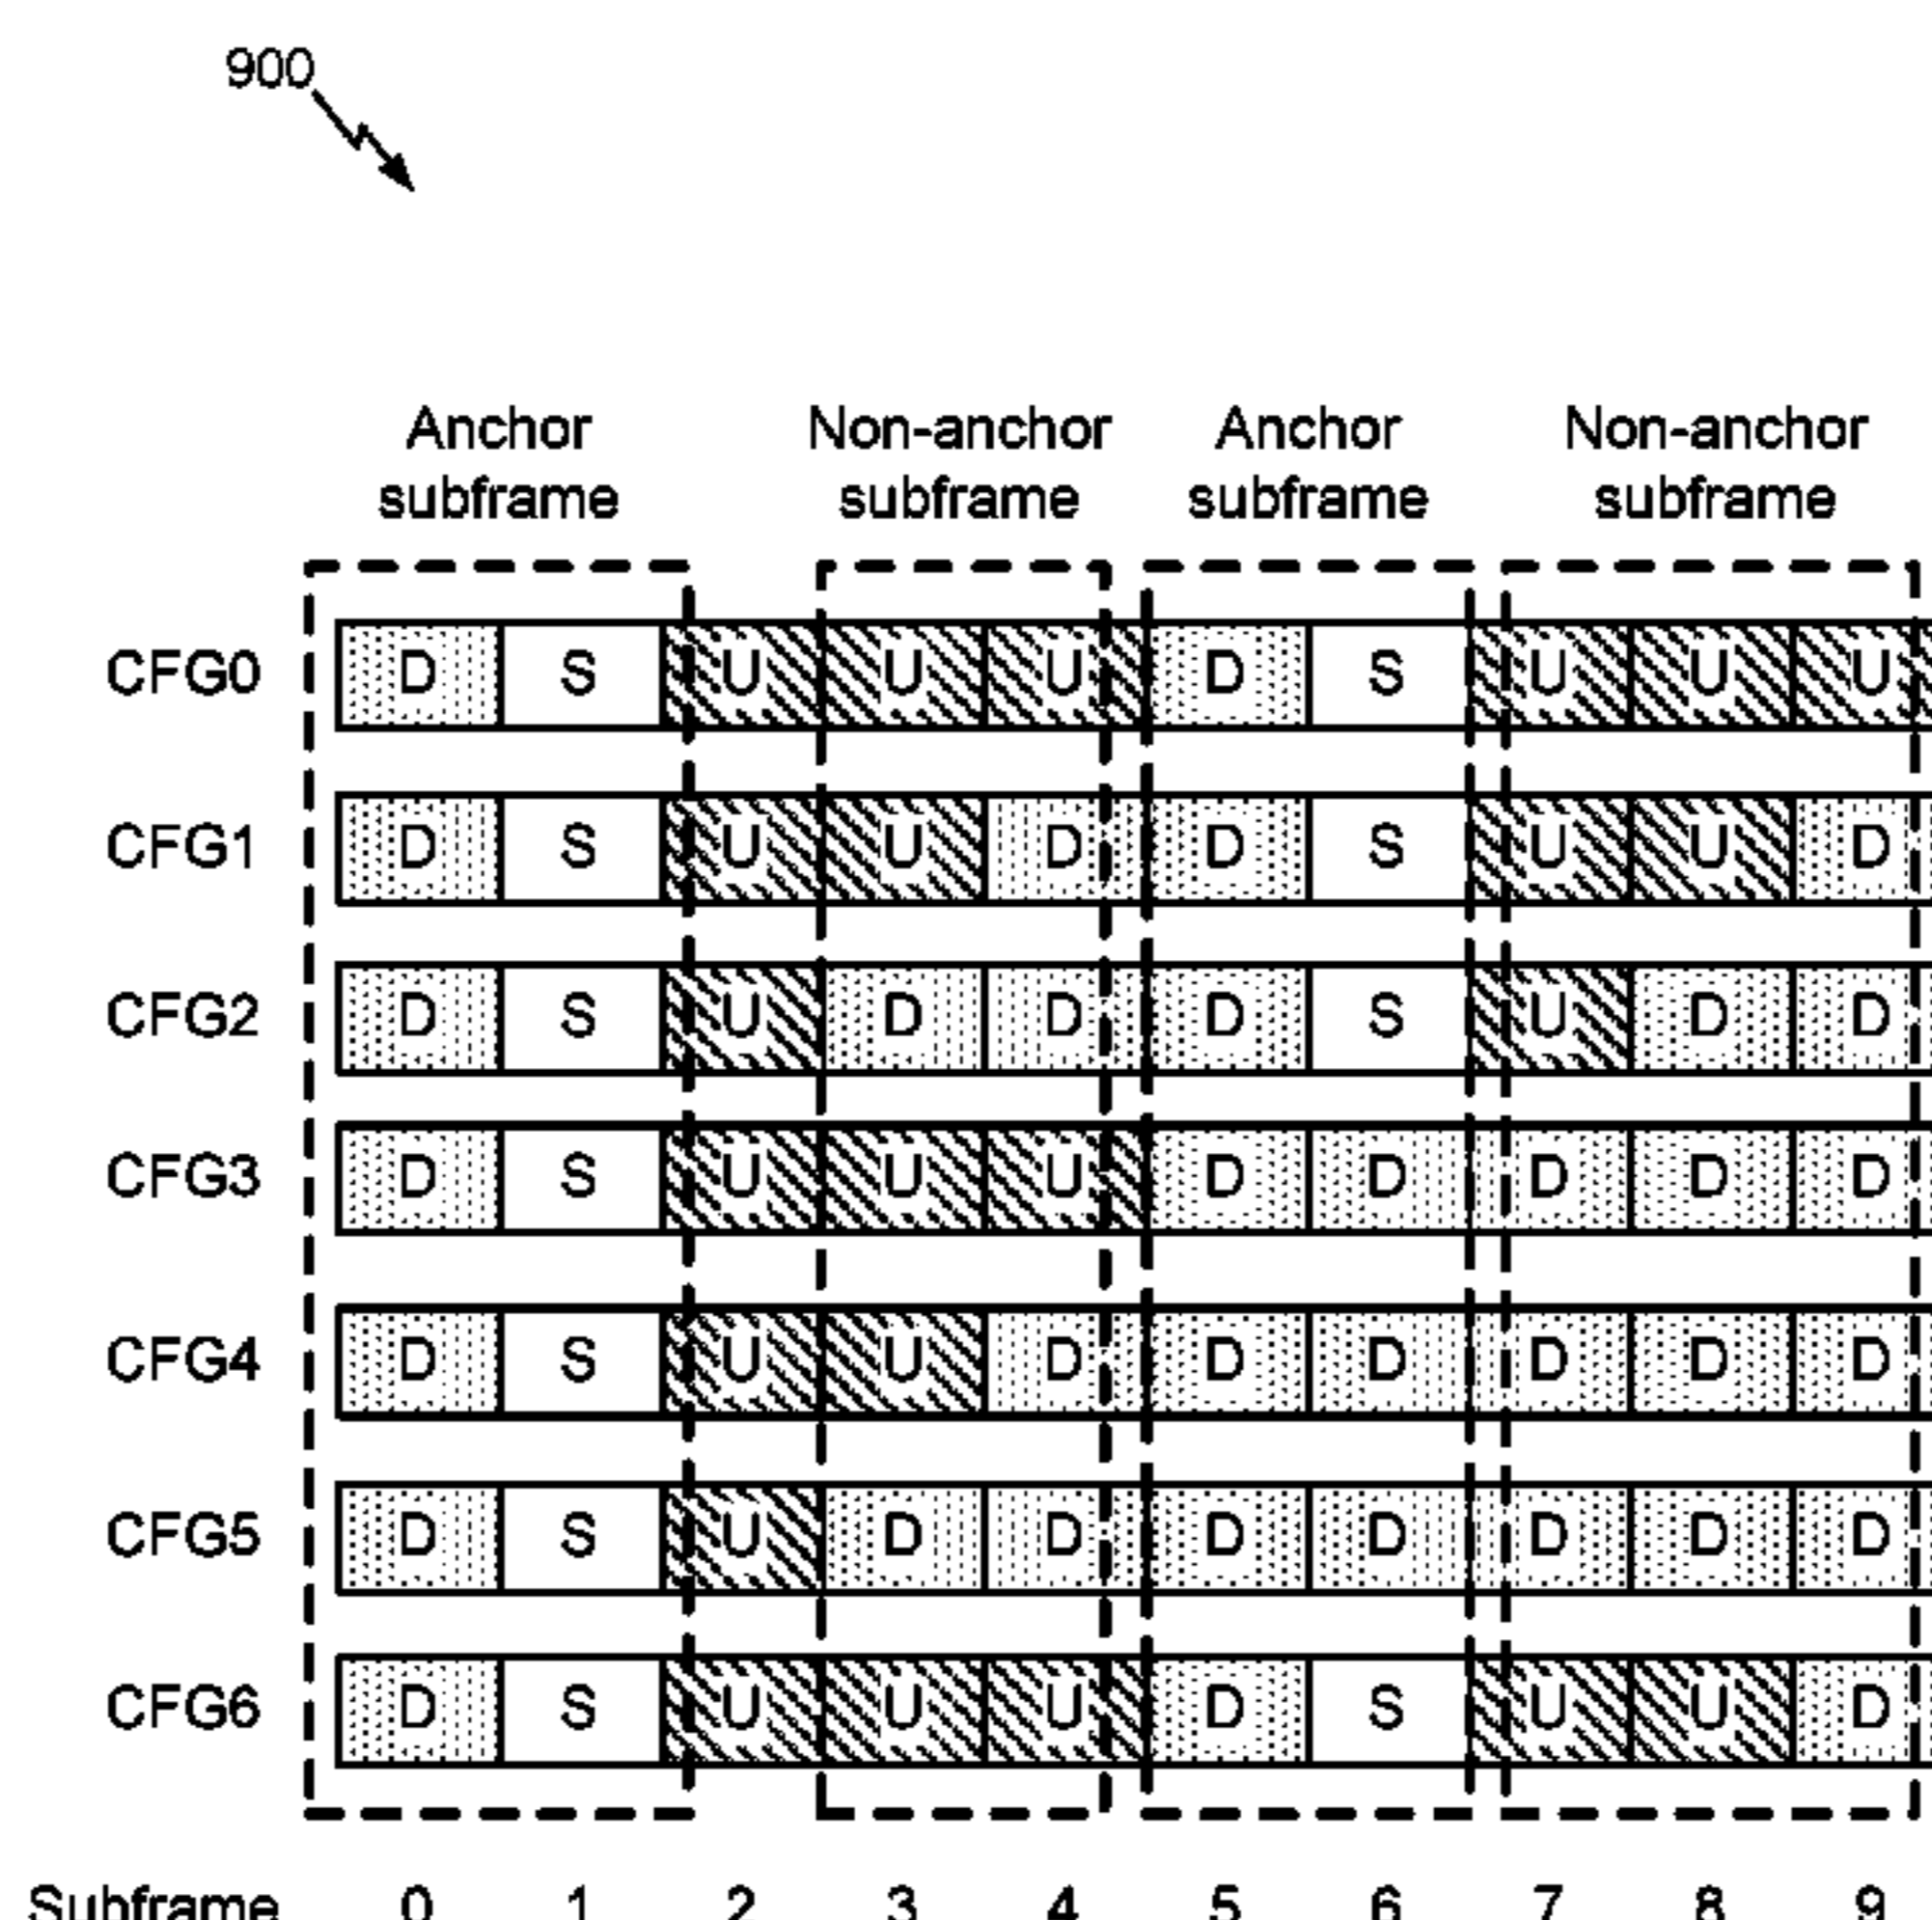 900
Anchor subframe Non-anchor subframe Anchor subframe Non-anchor subframe
CFG0 D S U U U D S U U U
CFG1 D S U U D D S U U D
CFG2 D S U D D D S U D D
CFG3 D S U U U D D D D D
CFG4 D S U U D D D D D D
CFG5 D S U D D D D D D D
CFG6 D S U U U D S U U D
Subframe 0 1 2 3 4 5 6 7 8 9